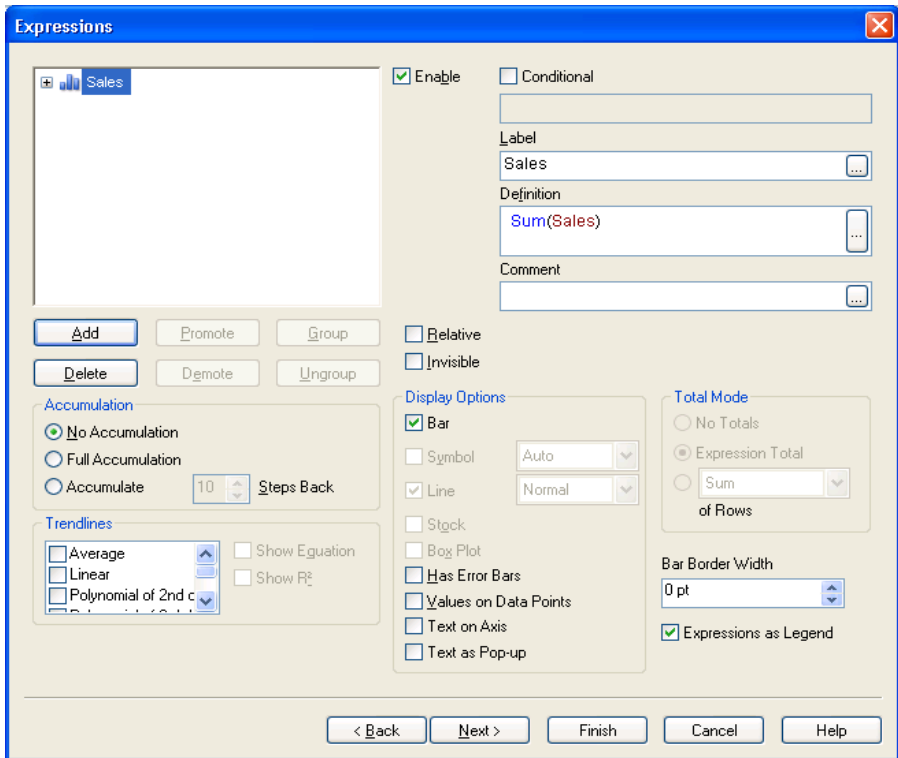 Expressions
Sales
Enable
Conditional
Label
Sales
...
Definition
Sum(Sales)
...
Comment
...
Add
Promote
Group
Delete
Demote
Ungroup
Relative
Invisible
Accumulation
No Accumulation
Full Accumulation
Accumulate 10 Steps Back
Trendlines
Average
Linear
Polynomial of 2nd c
Show Equation
Show R²
Display Options
Bar
Symbol Auto
Line Normal
Stock
Box Plot
Has Error Bars
Values on Data Points
Text on Axis
Text as Pop-up
Total Mode
No Totals
Expression Total
Sum
of Rows
Bar Border Width
0 pt
Expressions as Legend
< Back
Next >
Finish
Cancel
Help